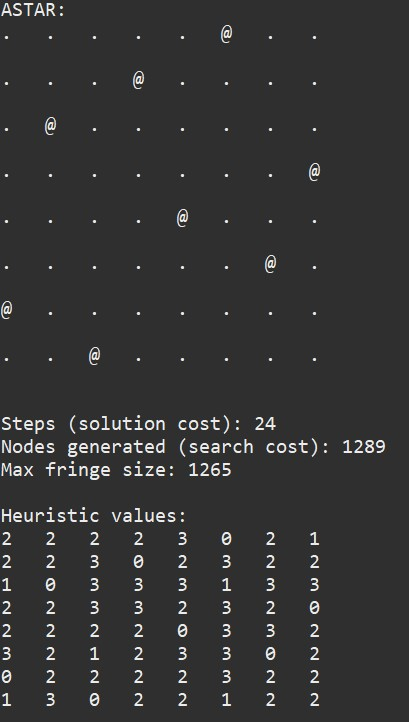 ASTAR:
. . . . . @ . .
. . . @ . . . .
. @ . . . . . .
. . . . . . . @
. . . . @ . . .
. . . . . . @ .
@ . . . . . . .
. . @ . . . . .
Steps (solution cost): 24
Nodes generated (search cost): 1289
Max fringe size: 1265
Heuristic values:
2 2 2 2 3 0 2 1
2 2 3 0 2 3 2 2
1 0 3 3 3 1 3 3
2 2 3 3 2 3 2 0
2 2 2 2 0 3 3 2
3 2 1 2 3 3 0 2
0 2 2 2 2 3 2 2
1 3 0 2 2 1 2 2